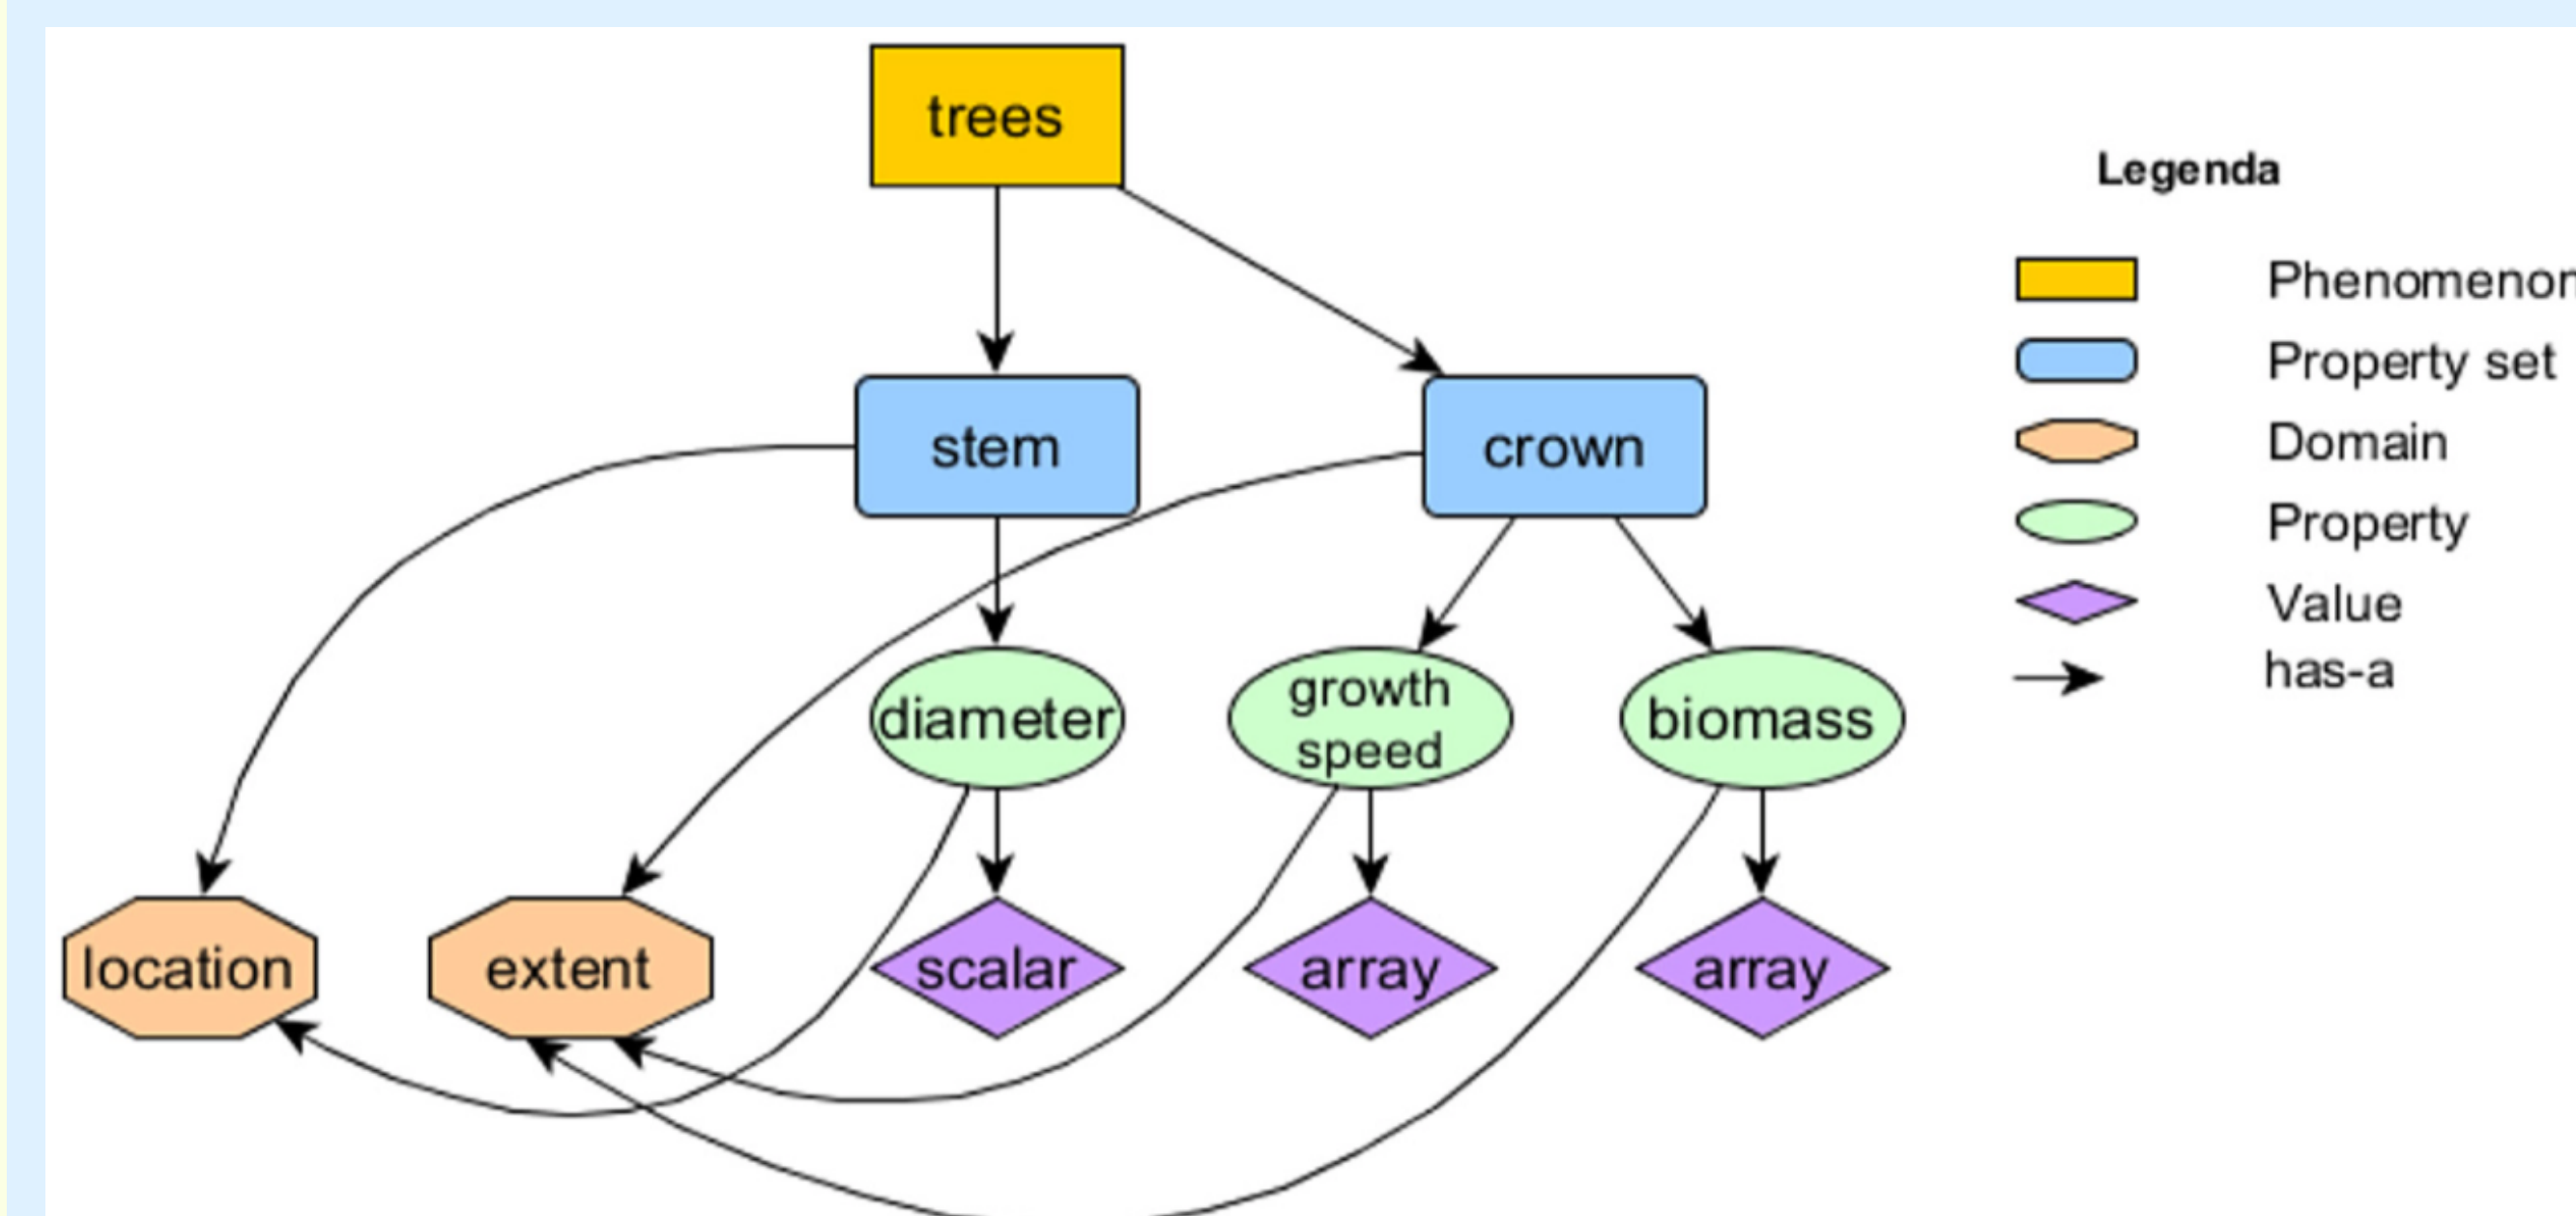 trees
Legenda
Phenomenon
Property set
stem
crown
Domain
Property
Value
has-a
diameter
growth
speed
biomass
location
extent
scalar
array
array